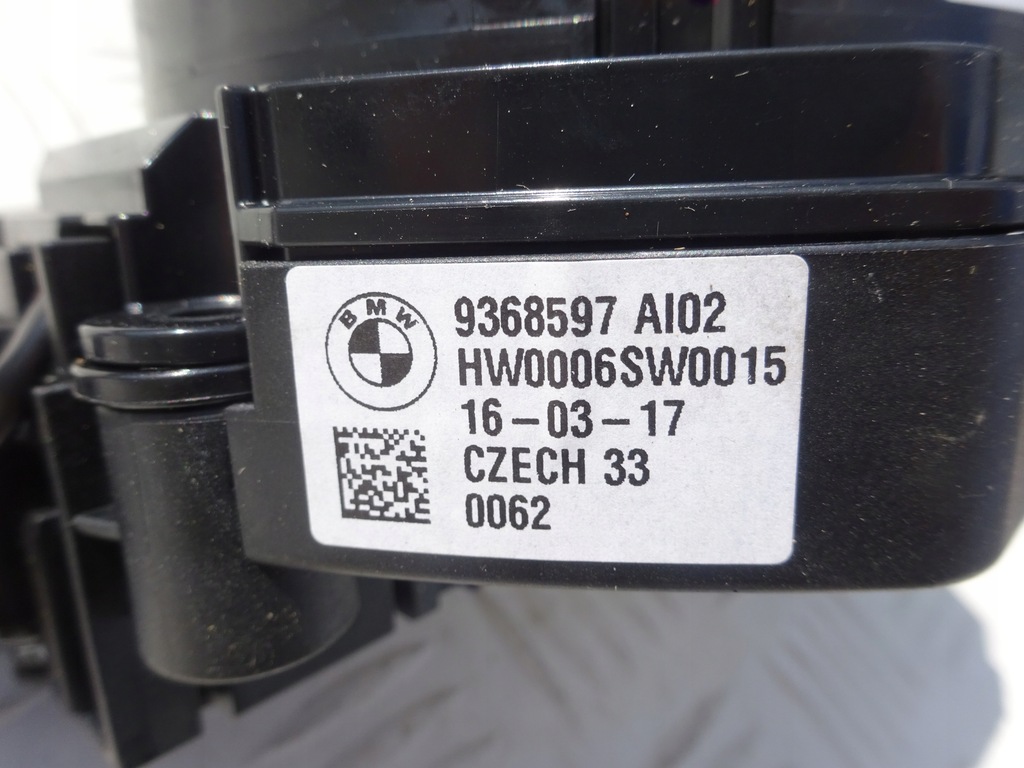 BMW
9368597 AI02
HW0006SW0015
16-03-17
CZECH 33
0062